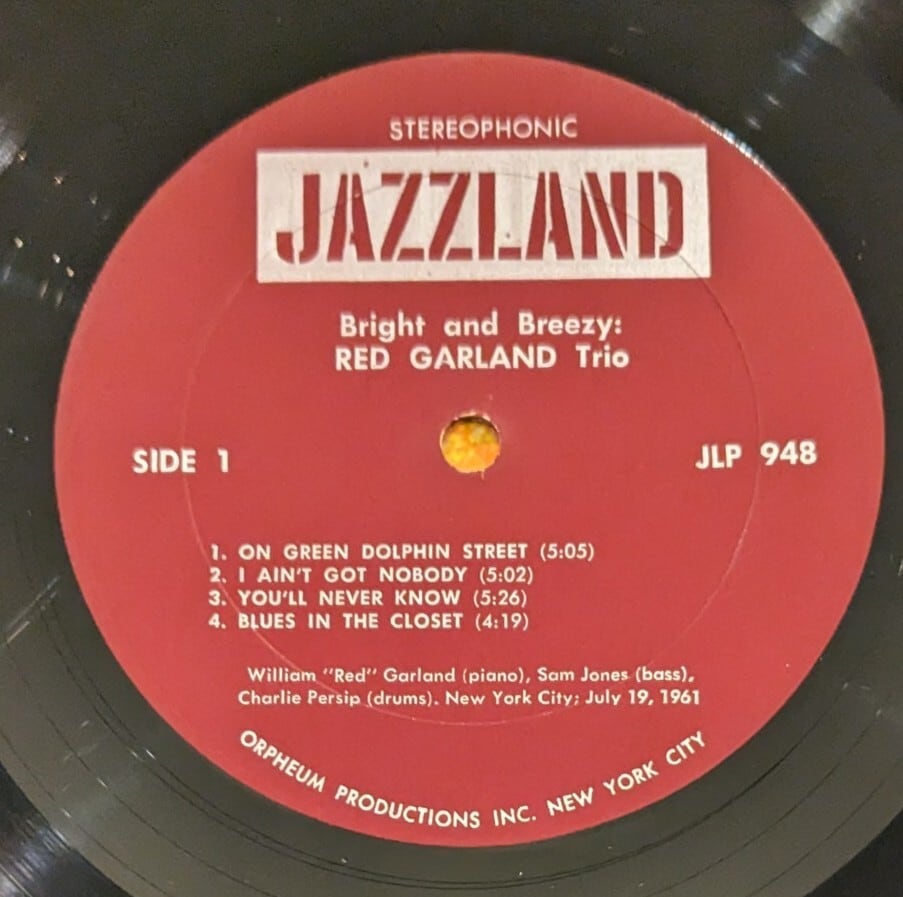 STEREOPHONIC
JAZZLAND
Bright and Breezy:
RED GARLAND Trio
SIDE 1
JLP 948
1. ON GREEN DOLPHIN STREET (5:05)
2. I AIN'T GOT NOBODY (5:02)
3. YOU'LL NEVER KNOW (5:26)
4. BLUES IN THE CLOSET (4:19)
William "Red" Garland (piano), Sam Jones (bass),
Charlie Persip (drums). New York City; July 19, 1961
ORPHEUM PRODUCTIONS INC. NEW YORK CITY